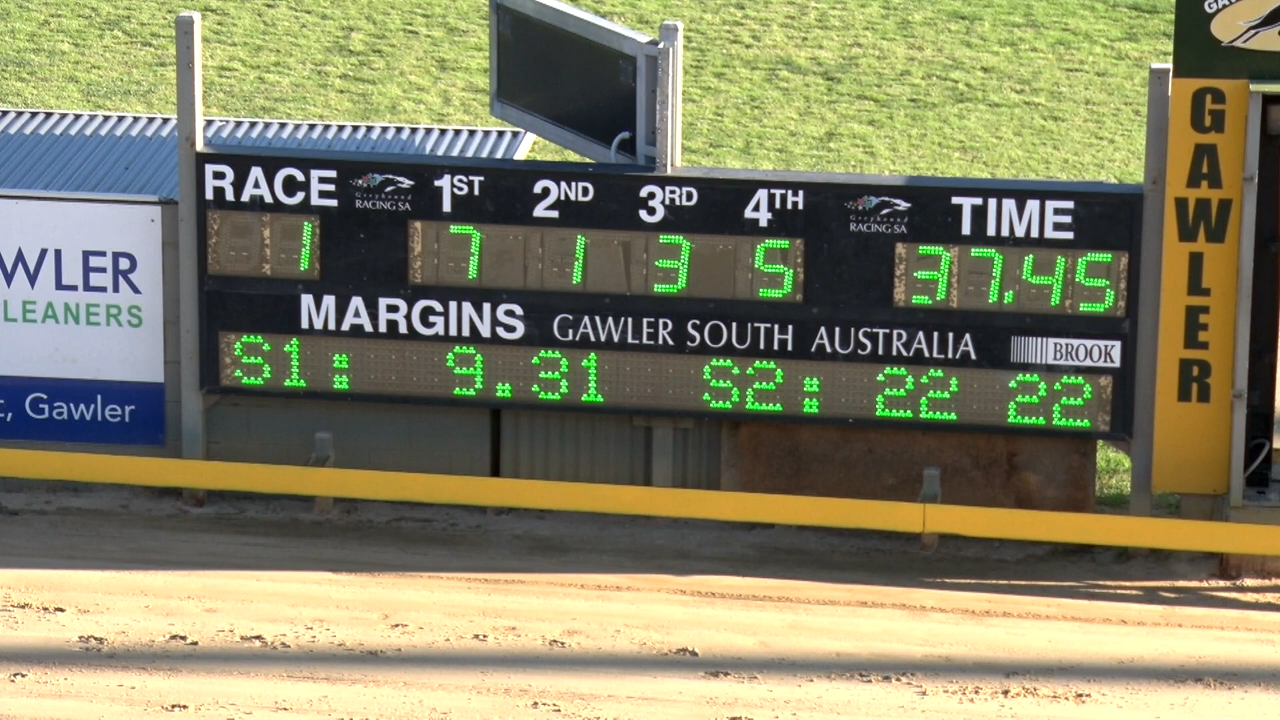 RACE 1ST 2ND 3RD 4TH TIME
Greyhound RACING SA
Greyhound RACING SA
1 7 1 3 5 37.45
MARGINS GAWLER SOUTH AUSTRALIA BROOK
S1: 9.31 S2: 22 22
WLER
LEANERS
, Gawler
GAWLER